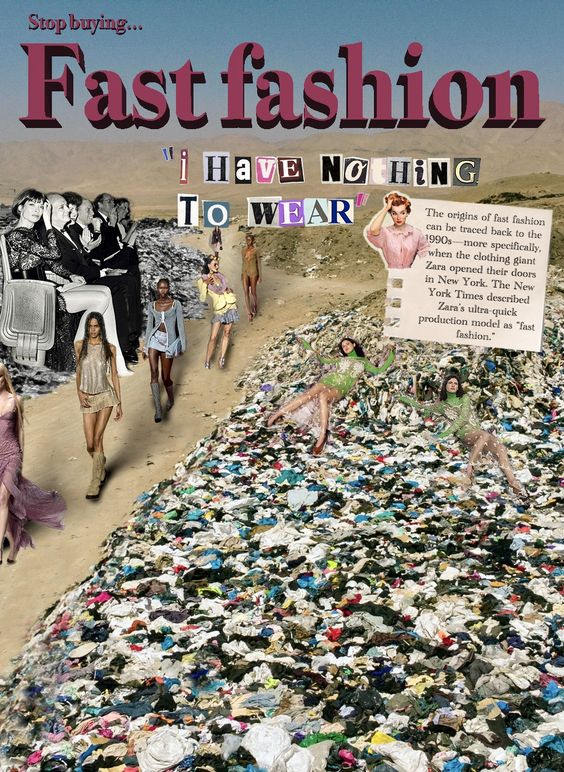 Stop buying...
Fast fashion
"i HAVE NOtHING
TO WEAR"
The origins of fast fashion
can be traced back to the
1990s—more specifically,
when the clothing giant
Zara opened their doors
in New York. The New
York Times described
Zara's ultra-quick
production model as "fast
fashion."